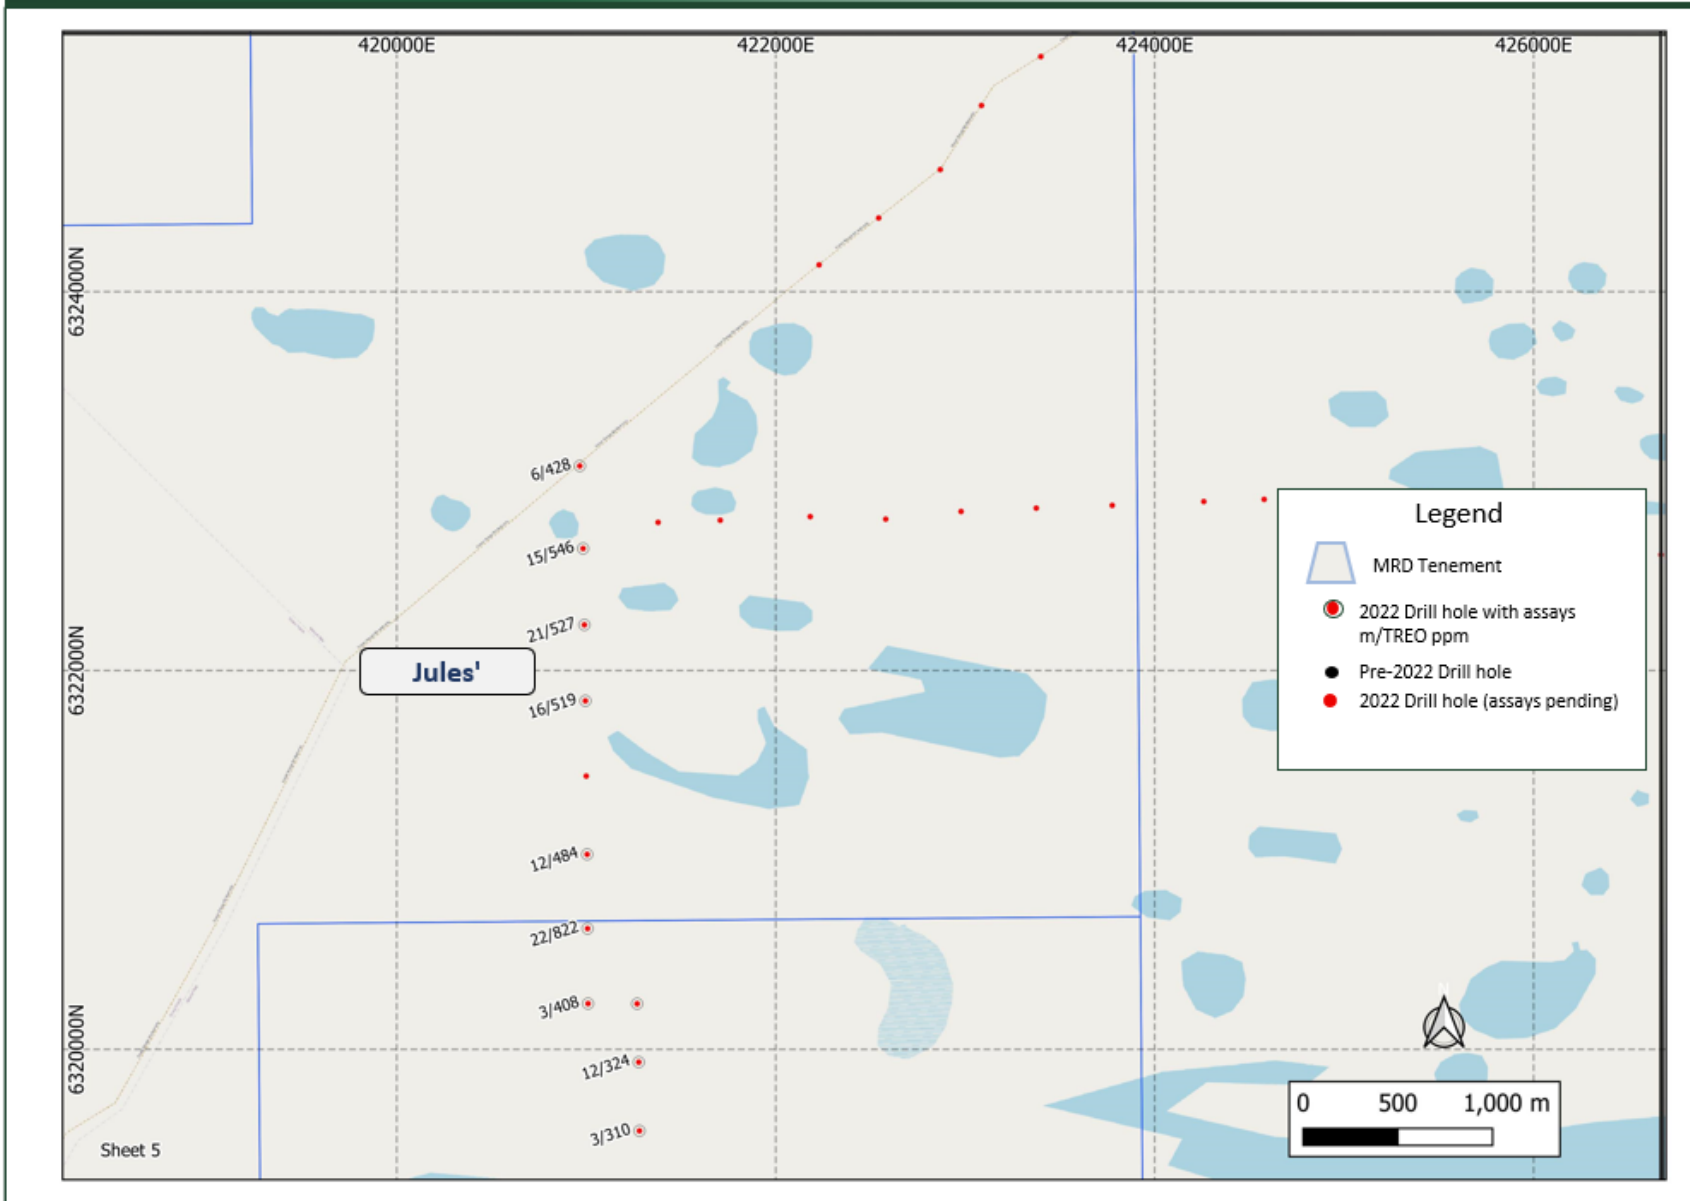 420000E
422000E
424000E
426000E
6324000N
6/428
15/546
21/527
6322000N
Jules'
16/519
12/484
22/822
3/408
6320000N
12/324
3/310
Sheet 5
Legend
MRD Tenement
2022 Drill hole with assays
m/TREO ppm
Pre-2022 Drill hole
2022 Drill hole (assays pending)
N
0 500 1,000 m